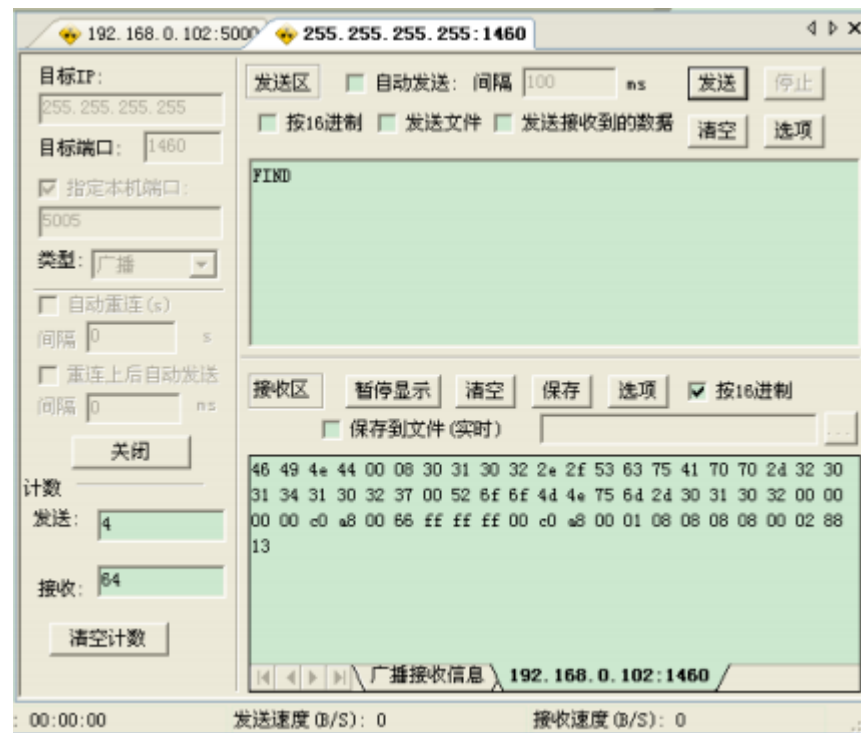 192.168.0.102:5000 255.255.255.255:1460
目标IP:
255.255.255.255
目标端口: 1460
指定本机端口:
5005
类型: 广播
自动重连(s)
间隔 0 s
重连上后自动发送
间隔 0 ms
关闭
计数
发送: 4
接收: 64
清空计数
发送区 自动发送: 间隔 100 ms 发送 停止
按16进制 发送文件 发送接收到的数据 清空 选项
FIND
接收区 暂停显示 清空 保存 选项 按16进制
保存到文件(实时) ...
46 49 4e 44 00 08 30 31 30 32 2e 2f 53 63 75 41 70 70 2d 32 30
31 34 31 30 32 37 00 52 6f 6f 4d 4e 75 6d 2d 30 31 30 32 00 00
00 00 c0 a8 00 66 ff ff ff 00 c0 a8 00 01 08 08 08 08 00 02 88
13
广播接收信息 192.168.0.102:1460
: 00:00:00 发送速度(B/S): 0 接收速度(B/S): 0